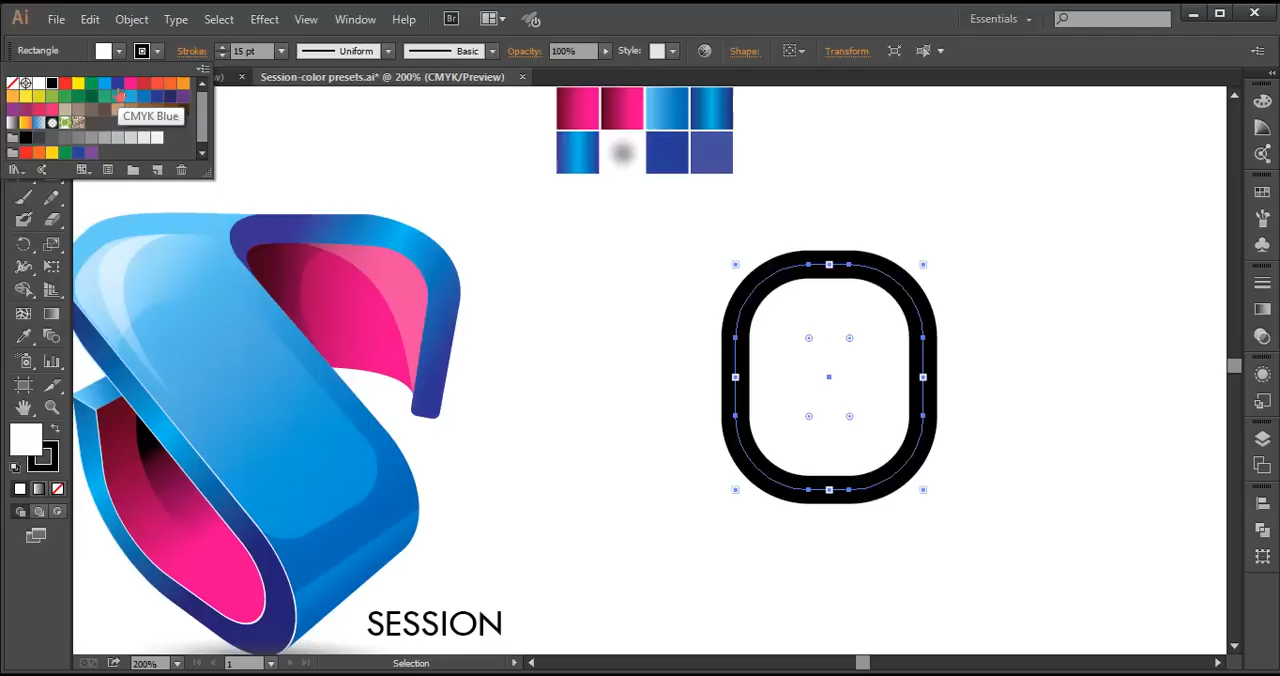 Ai File Edit Object Type Select Effect View Window Help Br Essentials
Rectangle Stroke: 15 pt Uniform Basic Opacity: 100% Style: Shape: Transform
Session-color presets.ai* @ 200% (CMYK/Preview)
CMYK Blue
SESSION
200% 1 Selection